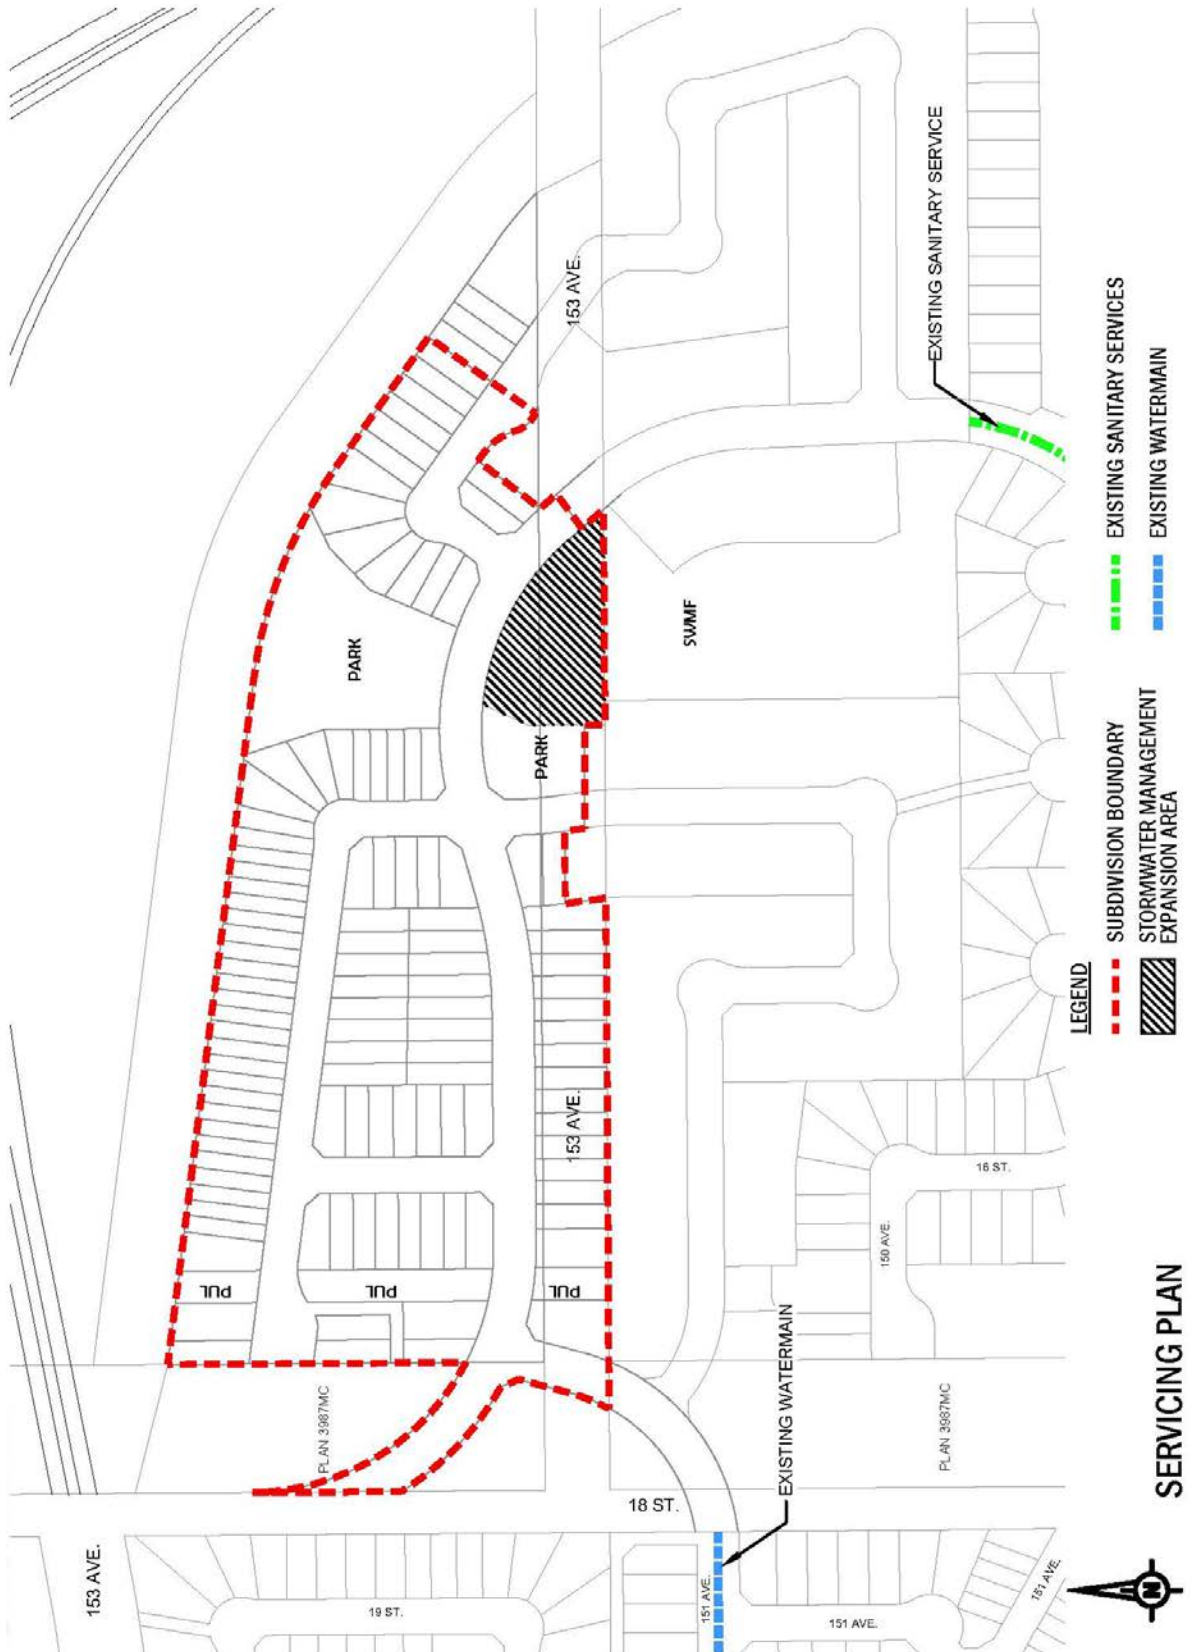 153 AVE.
EXISTING SANITARY SERVICE
PARK
SWMF
PARK
153 AVE.
PUL
PUL
PUL
16 ST.
150 AVE.
EXISTING WATERMAIN
PLAN 3987MC
PLAN 3987MC
18 ST.
153 AVE.
19 ST.
151 AVE.
151 AVE.
151 AVE.
N
LEGEND
SUBDIVISION BOUNDARY
STORMWATER MANAGEMENT
EXPANSION AREA
EXISTING SANITARY SERVICES
EXISTING WATERMAIN
SERVICING PLAN